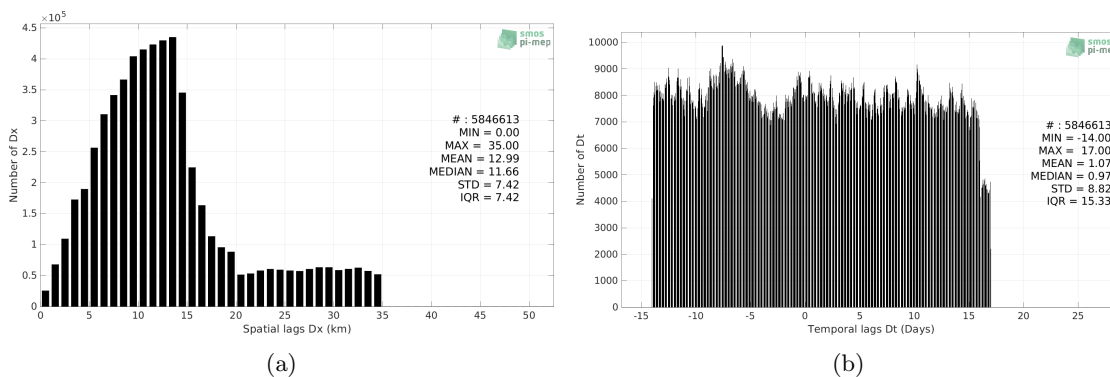 ×10⁵
4.5
4
3.5
3
2.5
2
1.5
1
0.5
0
Number of Dx
smos
pi-mep
# : 5846613
MIN = 0.00
MAX = 35.00
MEAN = 12.99
MEDIAN = 11.66
STD = 7.42
IQR = 7.42
0 5 10 15 20 25 30 35 40 45 50
Spatial lags Dx (km)
(a)
10000
9000
8000
7000
6000
5000
4000
3000
2000
1000
0
Number of Dt
smos
pi-me
# : 5846613
MIN = -14.00
MAX = 17.00
MEAN = 1.07
MEDIAN = 0.97
STD = 8.82
IQR = 15.33
-15 -10 -5 0 5 10 15 20 25
Temporal lags Dt (Days)
(b)